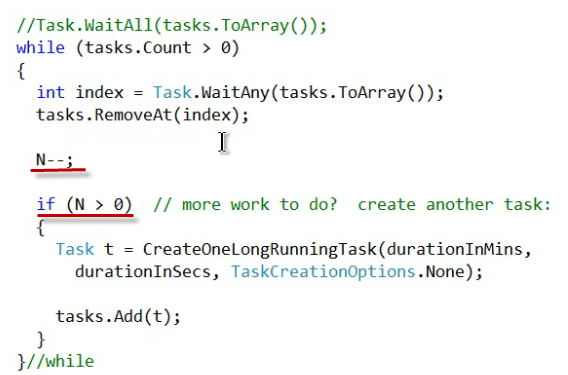 //Task.WaitAll(tasks.ToArray());
while (tasks.Count > 0)
{
int index = Task.WaitAny(tasks.ToArray());
tasks.RemoveAt(index);
N--;
if (N > 0) // more work to do? create another task:
{
Task t = CreateOneLongRunningTask(durationInMins,
durationInSecs, TaskCreationOptions.None);
tasks.Add(t);
}
}//while